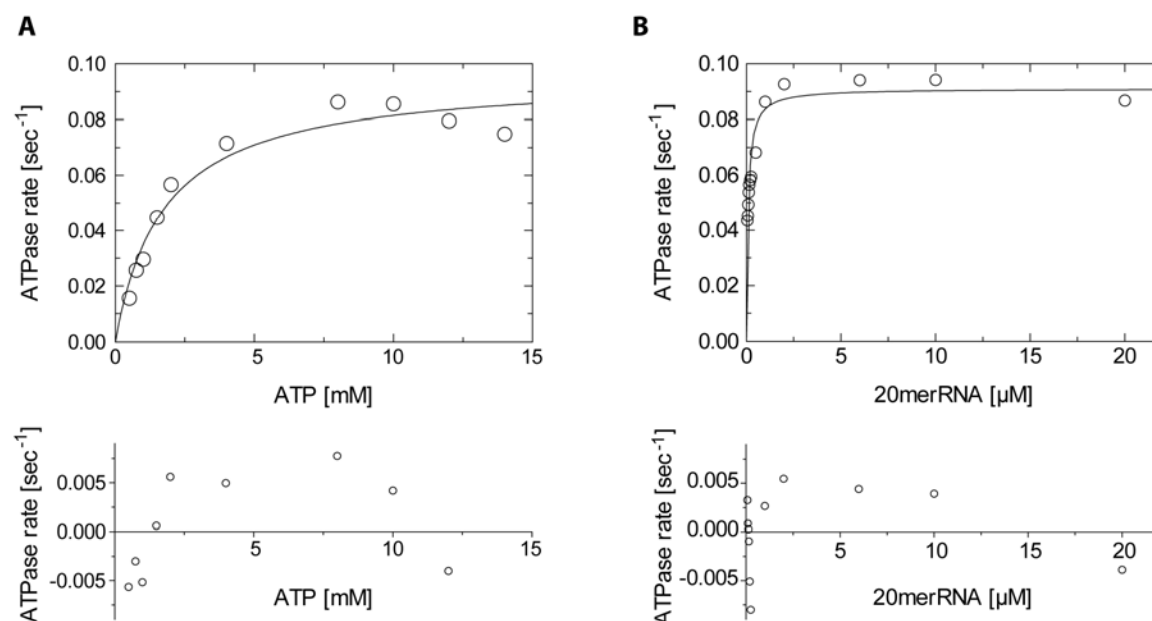 A
ATPase rate [sec⁻¹]
0.10
0.08
0.06
0.04
0.02
0.00
0 5 10 15
ATP [mM]
B
ATPase rate [sec⁻¹]
0.10
0.08
0.06
0.04
0.02
0.00
0 5 10 15 20
20merRNA [µM]
ATPase rate [sec⁻¹]
0.005
0.000
-0.005
5 10 15
ATP [mM]
ATPase rate [sec⁻¹]
0.005
0.000
-0.005
5 10 15 20
20merRNA [µM]